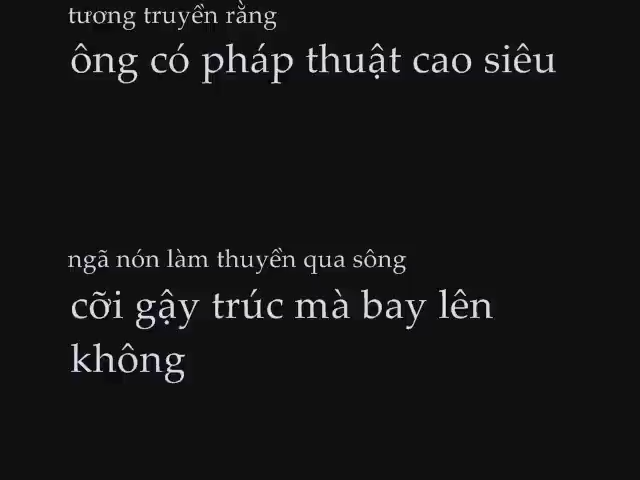 tương truyền rằng
ông có pháp thuật cao siêu
ngã nón làm thuyền qua sông
cỡi gậy trúc mà bay lên
không